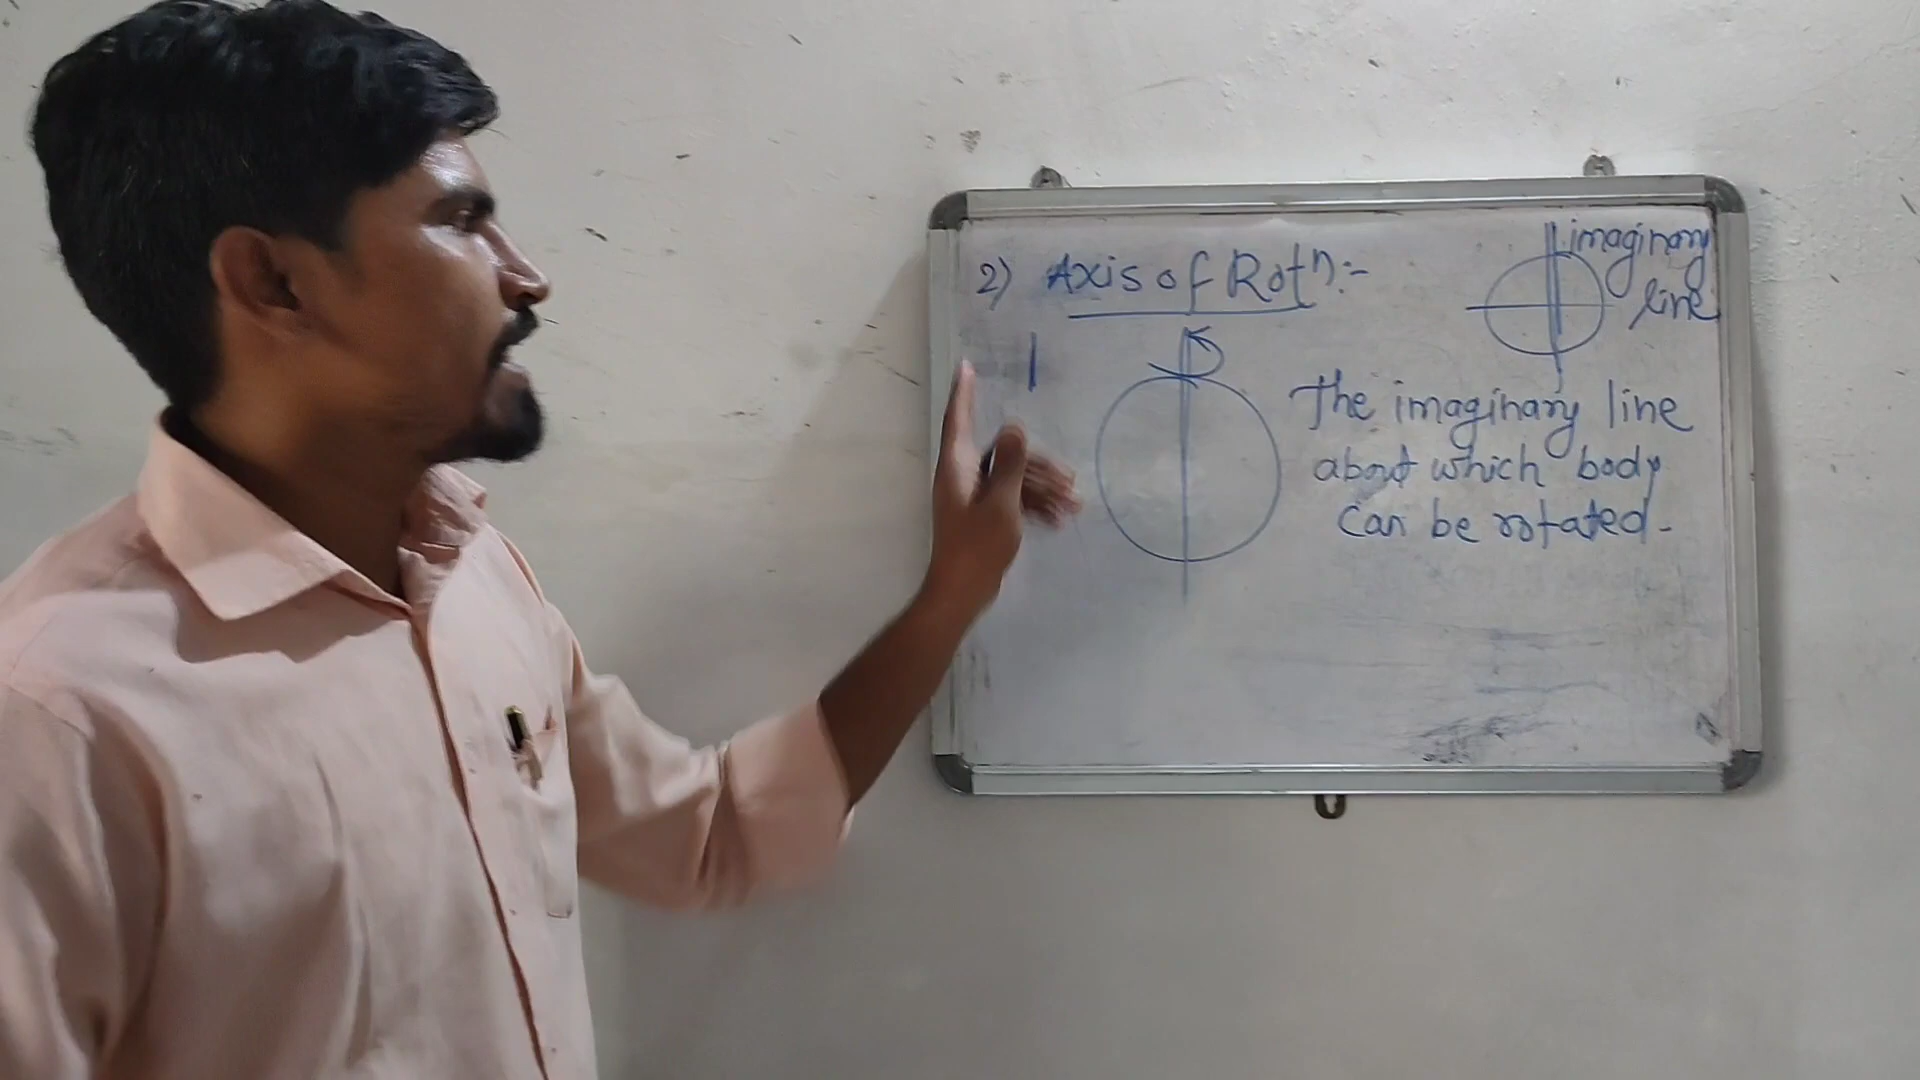 2) Axis of Rotⁿ:-
imaginary
line
The imaginary line
about which body
can be rotated.